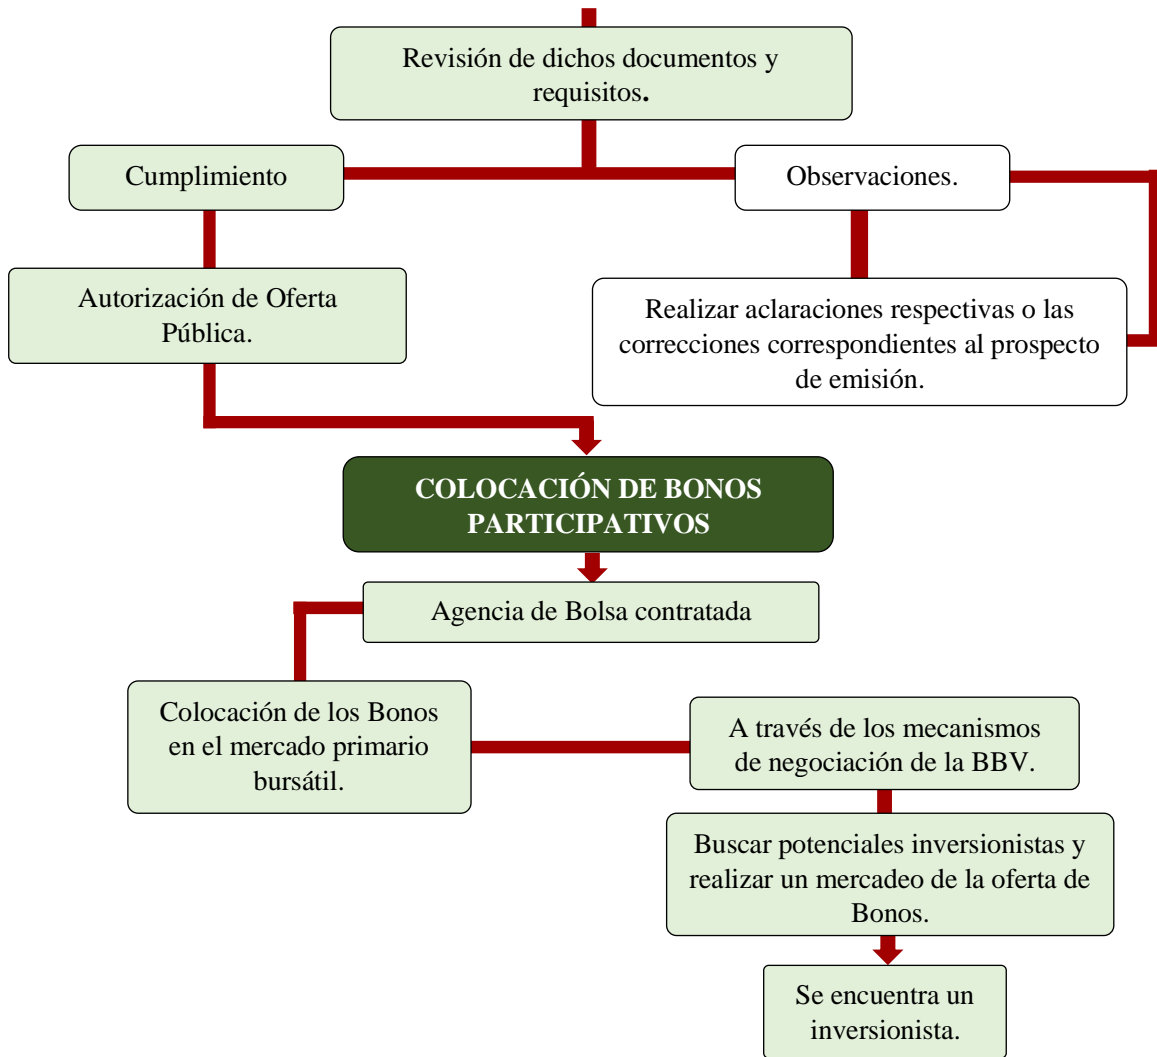 Revisión de dichos documentos y
requisitos.
Cumplimiento
Observaciones.
Autorización de Oferta
Pública.
Realizar aclaraciones respectivas o las
correcciones correspondientes al prospecto
de emisión.
COLOCACIÓN DE BONOS
PARTICIPATIVOS
Agencia de Bolsa contratada
Colocación de los Bonos
en el mercado primario
bursátil.
A través de los mecanismos
de negociación de la BBV.
Buscar potenciales inversionistas y
realizar un mercadeo de la oferta de
Bonos.
Se encuentra un
inversionista.